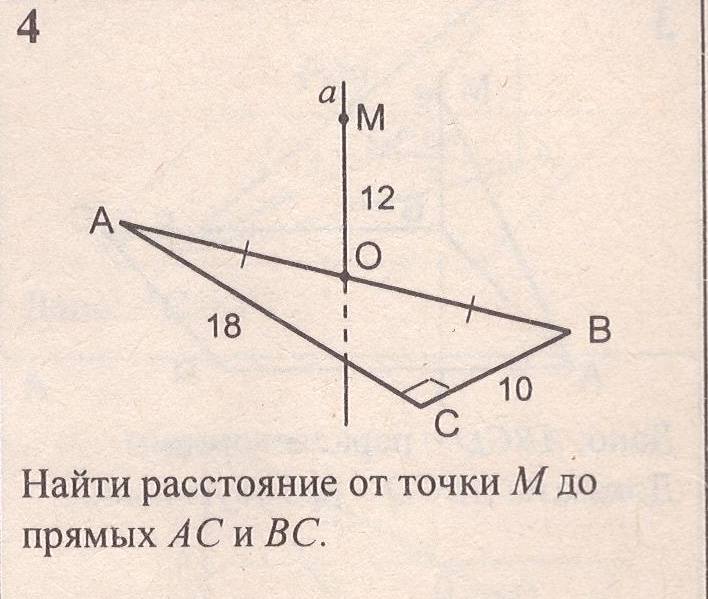 4
a
M
12
A
O
18
B
10
C
Найти расстояние от точки M до
прямых AC и BC.